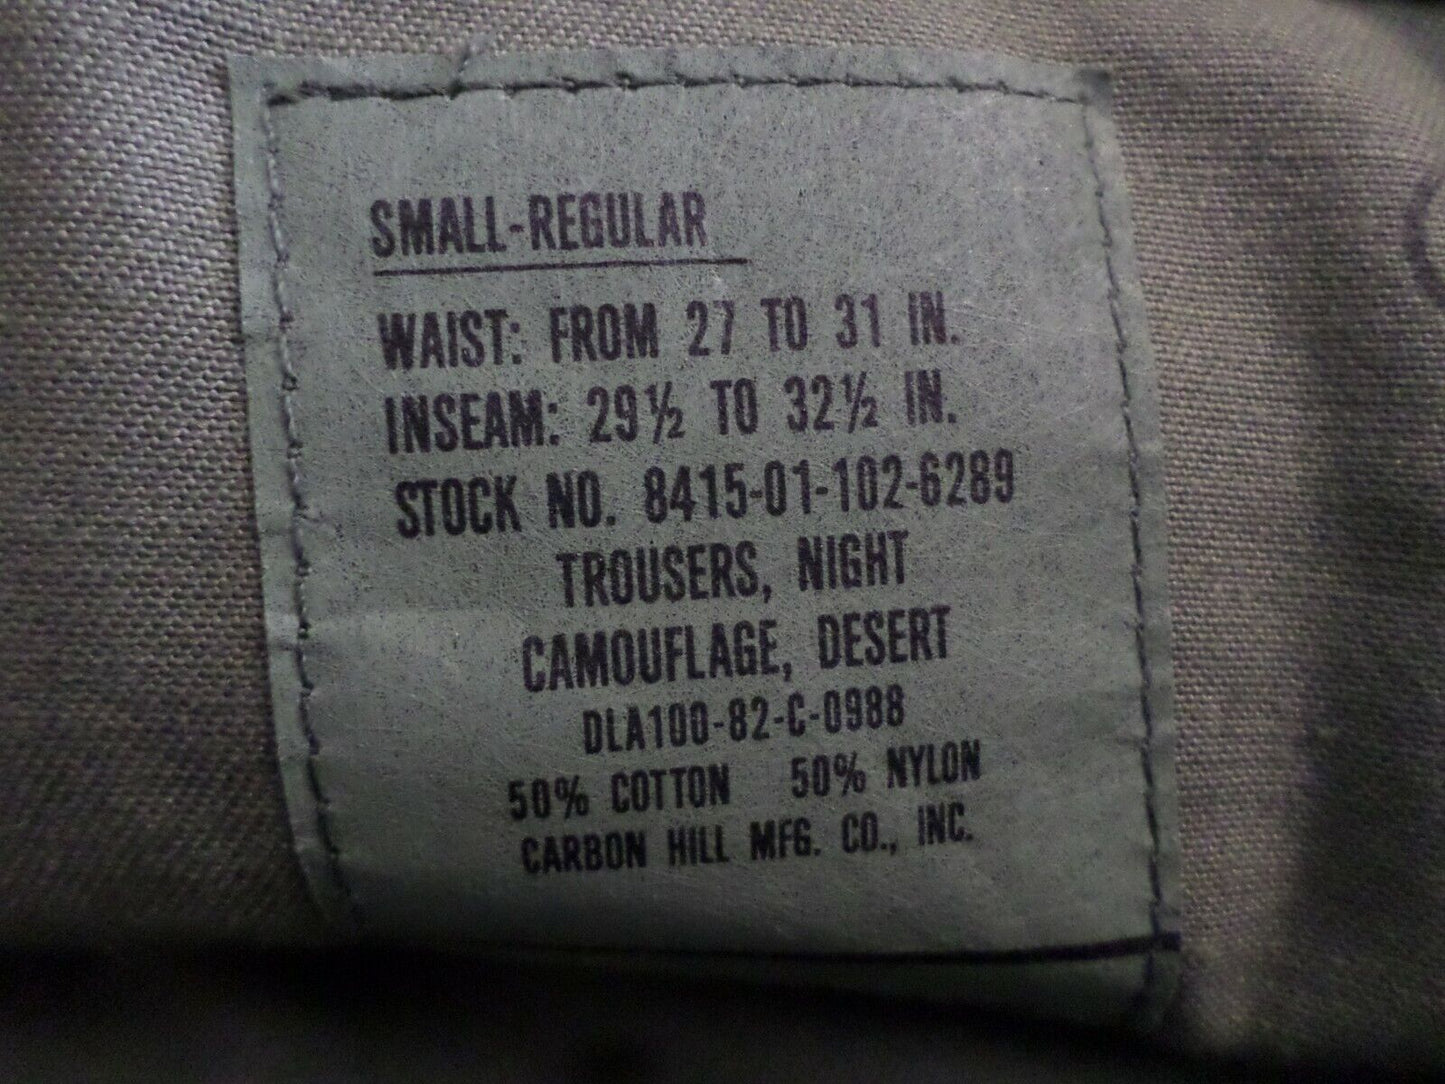 SMALL-REGULAR
WAIST: FROM 27 TO 31 IN.
INSEAM: 29½ TO 32½ IN.
STOCK NO. 8415-01-102-6289
TROUSERS, NIGHT
CAMOUFLAGE, DESERT
DLA100-82-C-0988
50% COTTON 50% NYLON
CARBON HILL MFG. CO., INC.